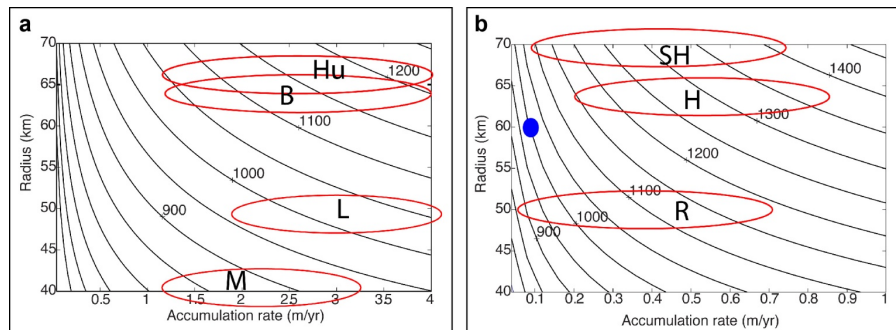 a
70
65
60
55
50
45
40
Radius (km)
Hu
B
L
M
1200
1100
1000
900
0.5 1 1.5 2 2.5 3 3.5 4
Accumulation rate (m/yr)
b
70
65
60
55
50
45
40
Radius (km)
SH
H
R
1400
1300
1200
1100
1000
900
0.1 0.2 0.3 0.4 0.5 0.6 0.7 0.8 0.9 1
Accumulation rate (m/yr)